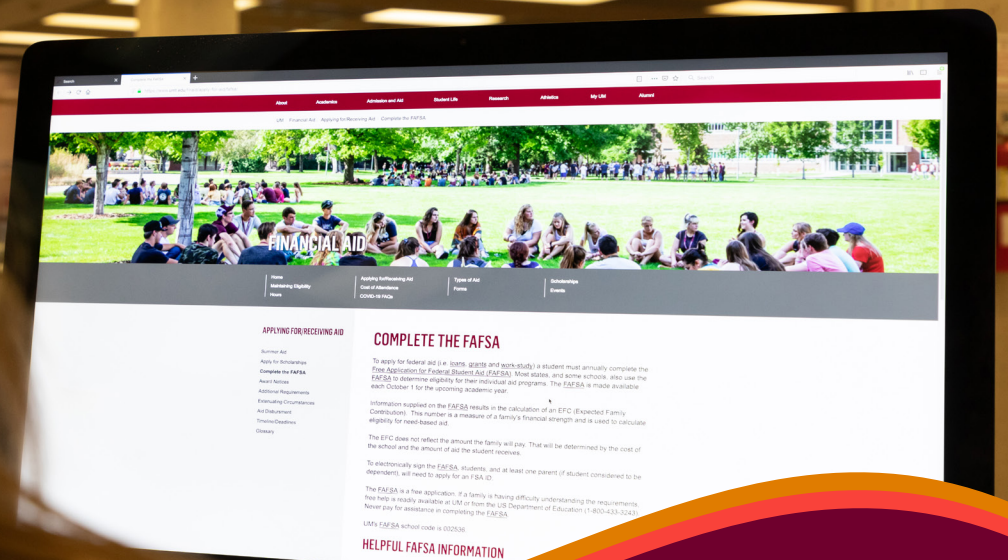 Search
Search
About Academics Admission and Aid Student Life Research Athletics My UM Alumni
UM Financial Aid Applying for/Receiving Aid Complete the FAFSA
FINANCIAL AID
Home Applying for/Receiving Aid Types of Aid Scholarships
Maintaining Eligibility Cost of Attendance Forms Events
Hours COVID-19 FAQs
APPLYING FOR/RECEIVING AID
Summer Aid
Apply for Scholarships
Complete the FAFSA
Award Notices
Additional Requirements
Extenuating Circumstances
Aid Disbursement
Timeline/Deadlines
Glossary
COMPLETE THE FAFSA
To apply for federal aid (i.e. loans, grants and work-study) a student must annually complete the
Free Application for Federal Student Aid (FAFSA). Most states, and some schools, also use the
FAFSA to determine eligibility for their individual aid programs. The FAFSA is made available
each October 1 for the upcoming academic year.
Information supplied on the FAFSA results in the calculation of an EFC (Expected Family
Contribution). This number is a measure of a family's financial strength and is used to calculate
eligibility for need-based aid.
The EFC does not reflect the amount the family will pay. That will be determined by the cost of
the school and the amount of aid the student receives.
To electronically sign the FAFSA, students, and at least one parent (if student considered to be
dependent), will need to apply for an FSA ID.
The FAFSA is a free application. If a family is having difficulty understanding the requirements,
free help is readily available at UM or from the US Department of Education (1-800-433-3243).
Never pay for assistance in completing the FAFSA.
UM's FAFSA school code is 002536.
HELPFUL FAFSA INFORMATION